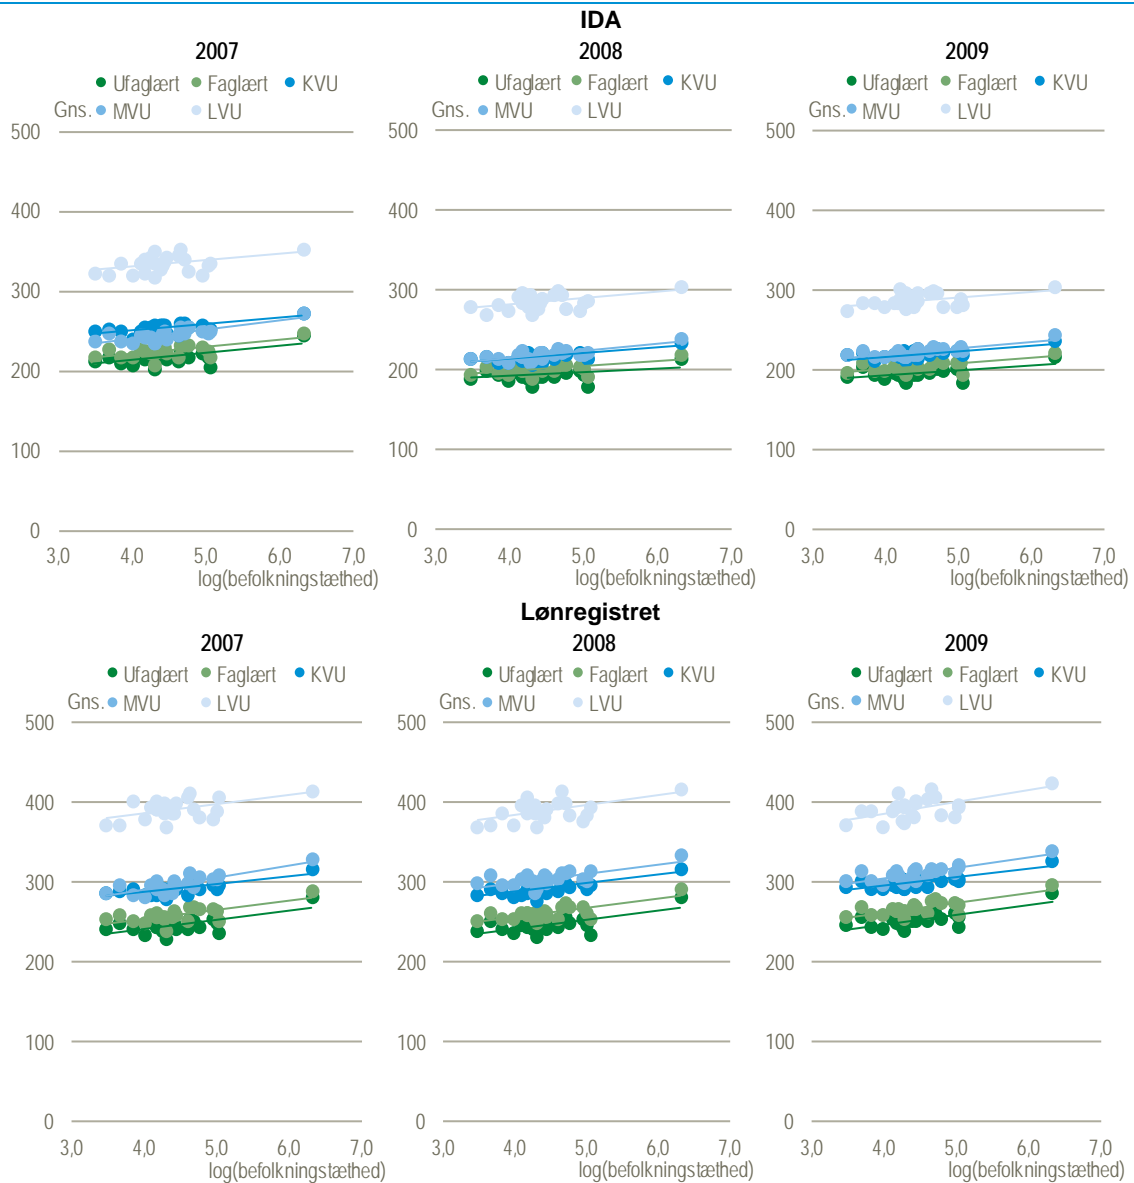 IDA
2007 2008 2009
Ufaglært Faglært KVU Ufaglært Faglært KVU Ufaglært Faglært KVU
Gns. MVU LVU Gns. MVU LVU Gns. MVU LVU
500 500 500
400 400 400
300 300 300
200 200 200
100 100 100
0 0 0
3,0 4,0 5,0 6,0 7,0 3,0 4,0 5,0 6,0 7,0 3,0 4,0 5,0 6,0 7,0
log(befolkningstæthed) log(befolkningstæthed) log(befolkningstæthed)
Lønregistret
2007 2008 2009
Ufaglært Faglært KVU Ufaglært Faglært KVU Ufaglært Faglært KVU
Gns. MVU LVU Gns. MVU LVU Gns. MVU LVU
500 500 500
400 400 400
300 300 300
200 200 200
100 100 100
0 0 0
3,0 4,0 5,0 6,0 7,0 3,0 4,0 5,0 6,0 7,0 3,0 4,0 5,0 6,0 7,0
log(befolkningstæthed) log(befolkningstæthed) log(befolkningstæthed)